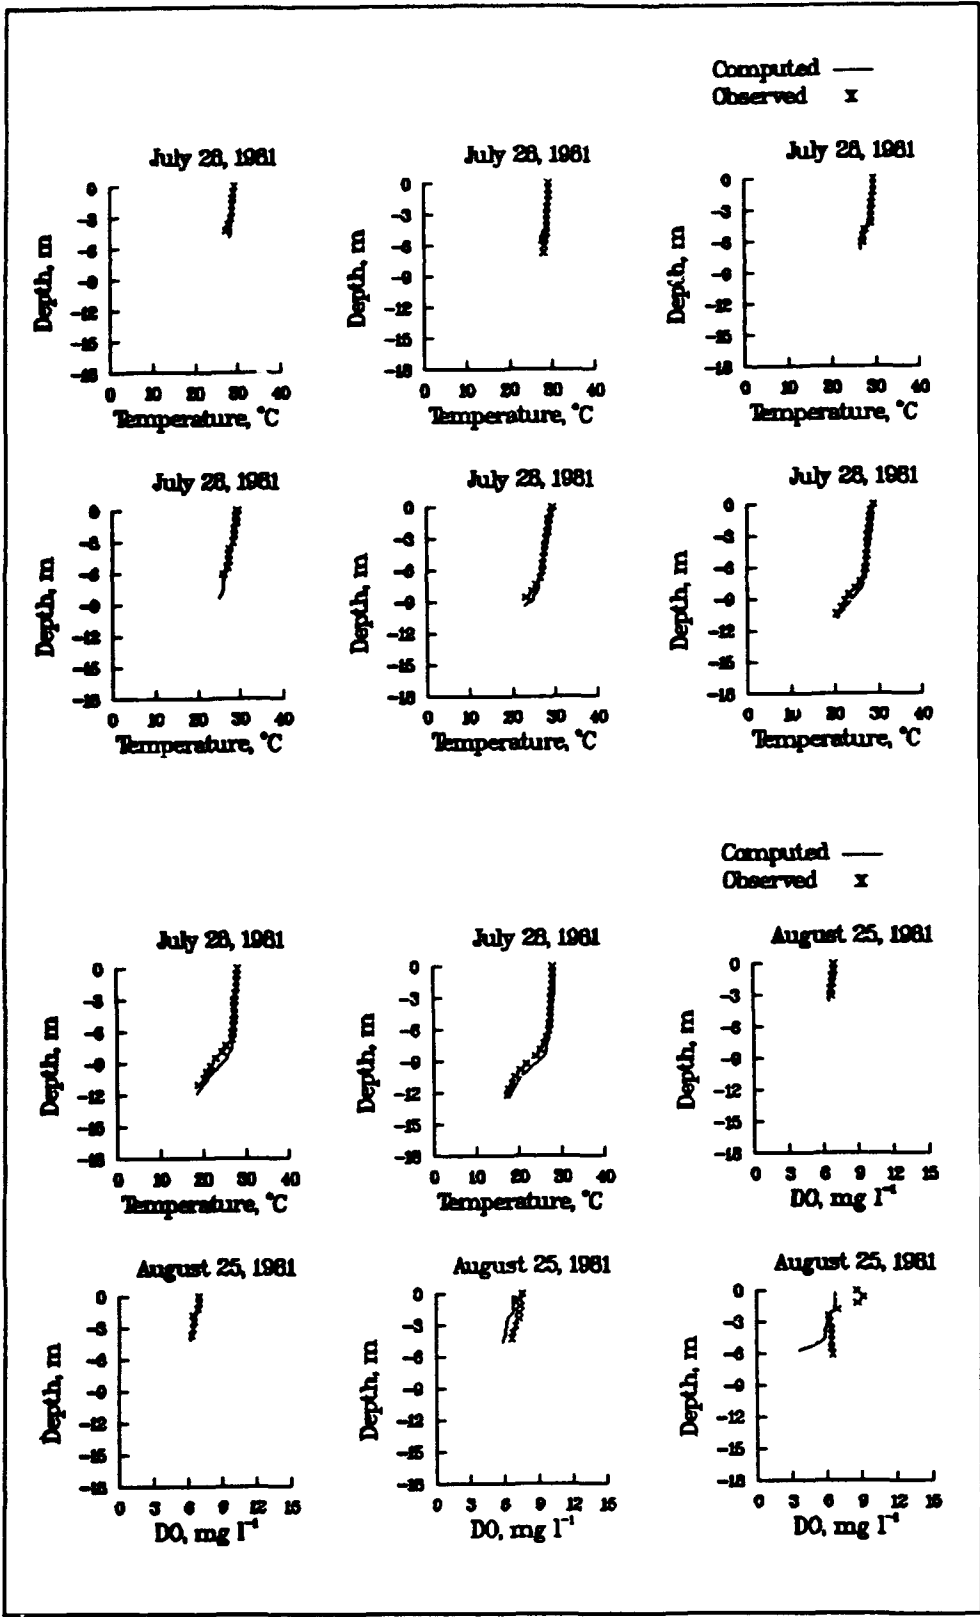 Computed
Observed x
July 28, 1981
0
-3
-6
-9
-12
-15
-18
Depth, m
0 10 20 30 40
Temperature, °C
July 28, 1981
0
-3
-6
-9
-12
-15
-18
Depth, m
0 10 20 30 40
Temperature, °C
July 28, 1981
0
-3
-6
-9
-12
-15
-18
Depth, m
0 10 20 30 40
Temperature, °C
July 28, 1981
0
-3
-6
-9
-12
-15
-18
Depth, m
0 10 20 30 40
Temperature, °C
July 28, 1981
0
-3
-6
-9
-12
-15
-18
Depth, m
0 10 20 30 40
Temperature, °C
July 28, 1981
0
-3
-6
-9
-12
-15
-18
Depth, m
0 10 20 30 40
Temperature, °C
Computed
Observed x
July 28, 1981
0
-3
-6
-9
-12
-15
-18
Depth, m
0 10 20 30 40
Temperature, °C
July 28, 1981
0
-3
-6
-9
-12
-15
-18
Depth, m
0 10 20 30 40
Temperature, °C
August 25, 1981
0
-3
-6
-9
-12
-15
-18
Depth, m
0 3 6 9 12 15
DO, mg l⁻¹
August 25, 1981
0
-3
-6
-9
-12
-15
-18
Depth, m
0 3 6 9 12 15
DO, mg l⁻¹
August 25, 1981
0
-3
-6
-9
-12
-15
-18
Depth, m
0 3 6 9 12 15
DO, mg l⁻¹
August 25, 1981
0
-3
-6
-9
-12
-15
-18
Depth, m
0 3 6 9 12 15
DO, mg l⁻¹